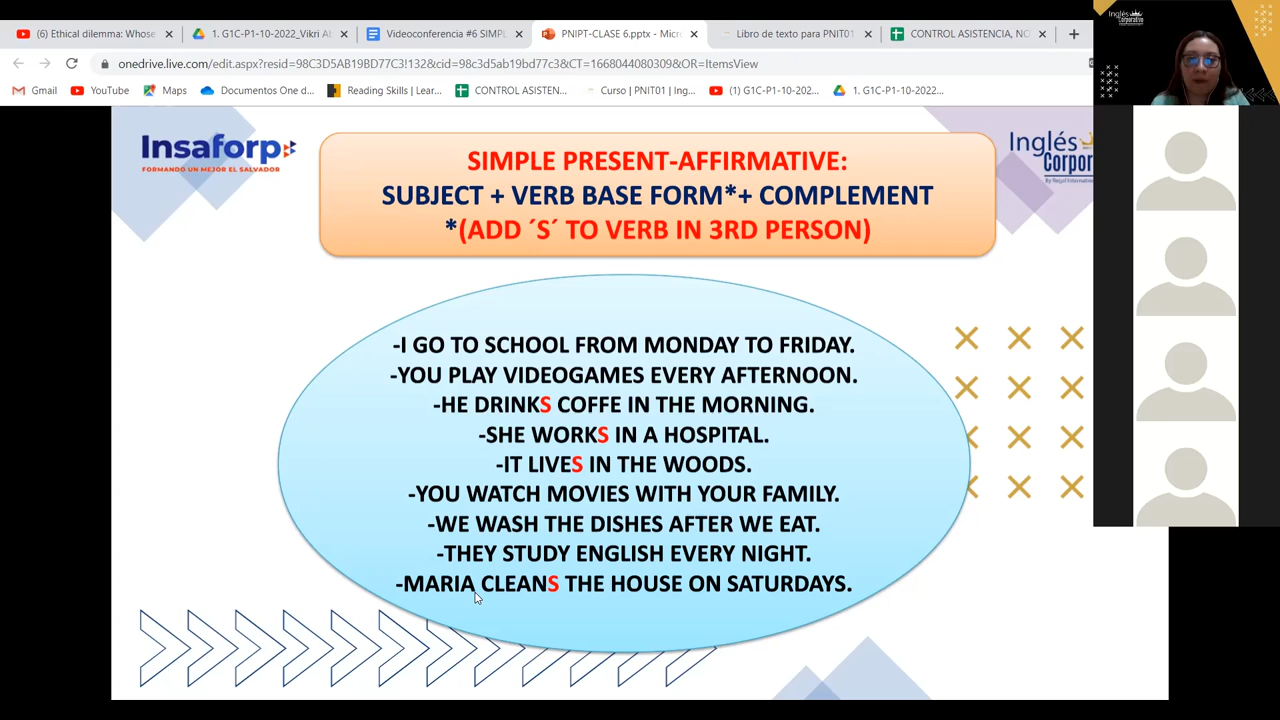 (6) Ethical dilemma: Whose
1. G1C-P1-10-2022_Vikri Al
Videoconferencia #6 SIMPL
PNIPT-CLASE 6.pptx - Micro
Libro de texto para PNIT01
CONTROL ASISTENCIA, NO
onedrive.live.com/edit.aspx?resid=98C3D5AB19BD77C3!132&cid=98c3d5ab19bd77c3&CT=1668044080309&OR=ItemsView
Gmail
YouTube
Maps
Documentos One d...
Reading Skills | Lear...
CONTROL ASISTEN...
Curso | PNIT01 | Ing...
(1) G1C-P1-10-202...
1. G1C-P1-10-2022...
Inglés
Corporativo
Insaforp
FORMANDO UN MEJOR EL SALVADOR
Inglés
Corpor
By Regal Internation
SIMPLE PRESENT-AFFIRMATIVE:
SUBJECT + VERB BASE FORM*+ COMPLEMENT
*(ADD ´S´ TO VERB IN 3RD PERSON)
-I GO TO SCHOOL FROM MONDAY TO FRIDAY.
-YOU PLAY VIDEOGAMES EVERY AFTERNOON.
-HE DRINKS COFFE IN THE MORNING.
-SHE WORKS IN A HOSPITAL.
-IT LIVES IN THE WOODS.
-YOU WATCH MOVIES WITH YOUR FAMILY.
-WE WASH THE DISHES AFTER WE EAT.
-THEY STUDY ENGLISH EVERY NIGHT.
-MARIA CLEANS THE HOUSE ON SATURDAYS.